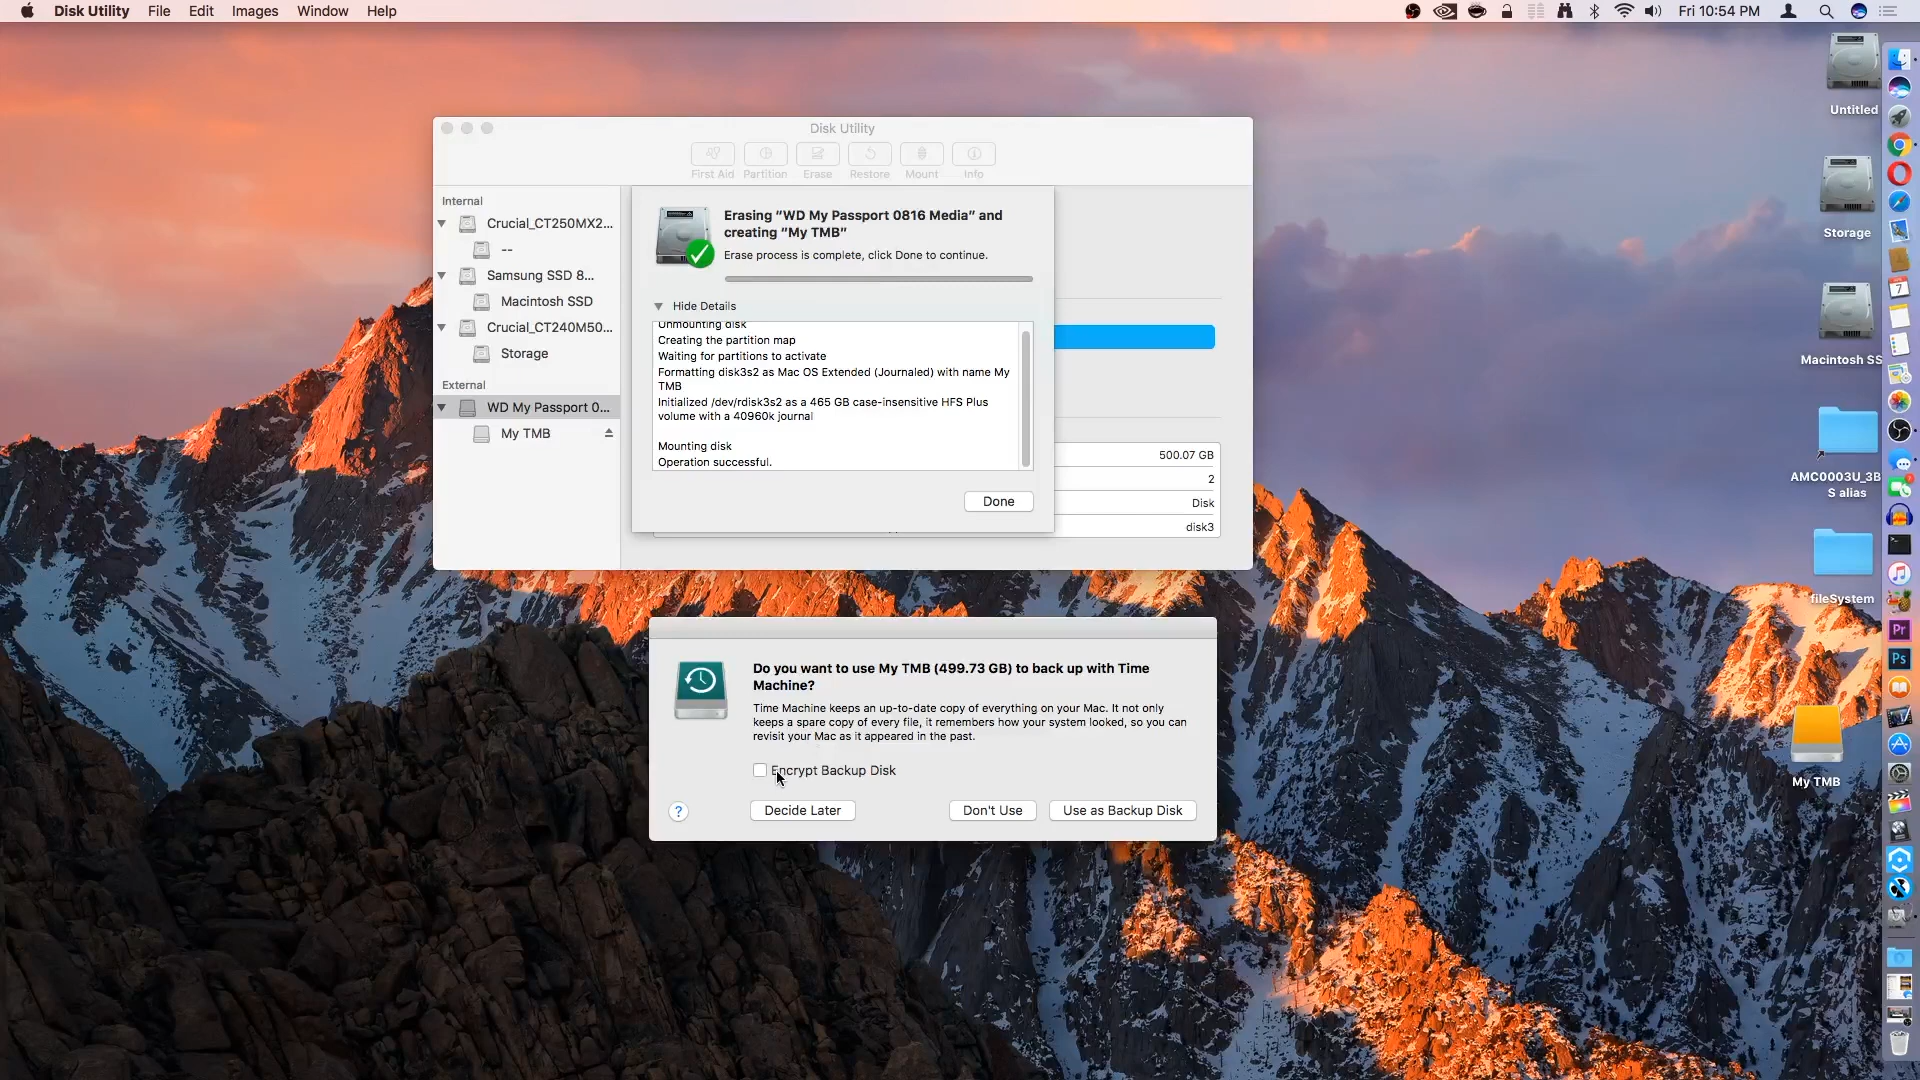 Disk Utility File Edit Images Window Help
Fri 10:54 PM
Disk Utility
First Aid Partition Erase Restore Mount Info
Internal
Crucial_CT250MX2...
--
Samsung SSD 8...
Macintosh SSD
Crucial_CT240M50...
Storage
External
WD My Passport 0...
My TMB
Erasing "WD My Passport 0816 Media" and
creating "My TMB"
Erase process is complete, click Done to continue.
Hide Details
Unmounting disk
Creating the partition map
Waiting for partitions to activate
Formatting disk3s2 as Mac OS Extended (Journaled) with name My
TMB
Initialized /dev/rdisk3s2 as a 465 GB case-insensitive HFS Plus
volume with a 40960k journal
Mounting disk
Operation successful.
Done
500.07 GB
2
Disk
disk3
Do you want to use My TMB (499.73 GB) to back up with Time
Machine?
Time Machine keeps an up-to-date copy of everything on your Mac. It not only
keeps a spare copy of every file, it remembers how your system looked, so you can
revisit your Mac as it appeared in the past.
Encrypt Backup Disk
? Decide Later Don't Use Use as Backup Disk
Untitled
Storage
Macintosh SS
AMC0003U_3B
S alias
fileSystem
My TMB
7
Pr
Ps